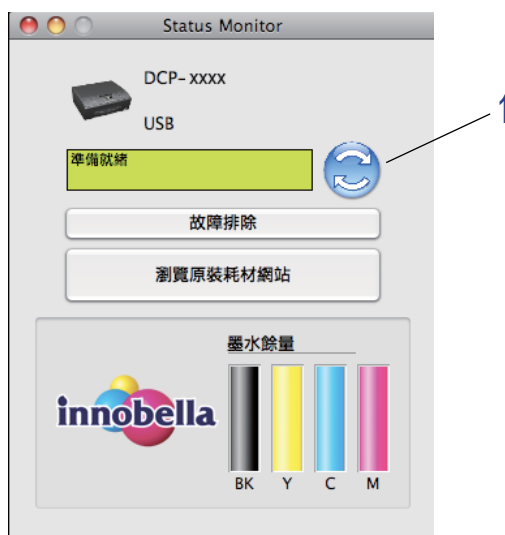 Status Monitor
DCP-xxxx
USB
準備就緒
故障排除
瀏覽原裝耗材網站
墨水餘量
innobella
BK Y C M